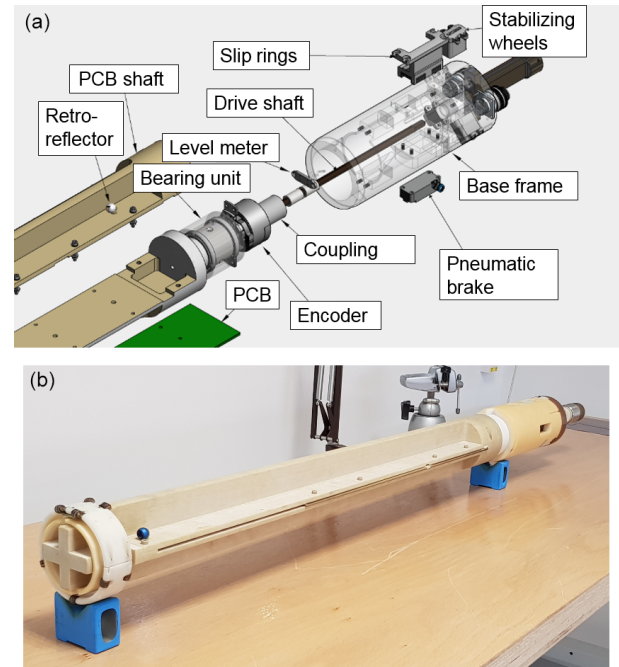 (a)
Stabilizing
wheels
Slip rings
PCB shaft
Drive shaft
Retro-
reflector
Level meter
Bearing unit
Base frame
Coupling
Pneumatic
brake
PCB
Encoder
(b)